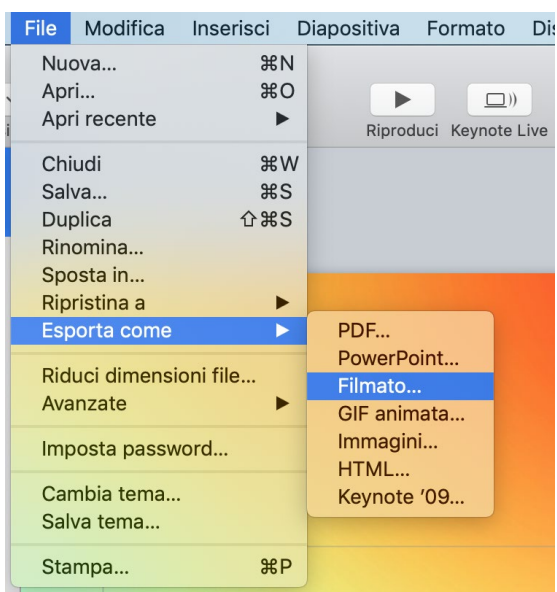 File Modifica Inserisci Diapositiva Formato
Nuova... ⌘N
Apri... ⌘O
Apri recente ▶
Riproduci Keynote Live
Chiudi ⌘W
Salva... ⌘S
Duplica ⇧⌘S
Rinomina...
Sposta in...
Ripristina a ▶
Esporta come ▶
PDF...
PowerPoint...
Filmato...
GIF animata...
Immagini...
HTML...
Keynote ’09...
Riduci dimensioni file...
Avanzate ▶
Imposta password...
Cambia tema...
Salva tema...
Stampa... ⌘P